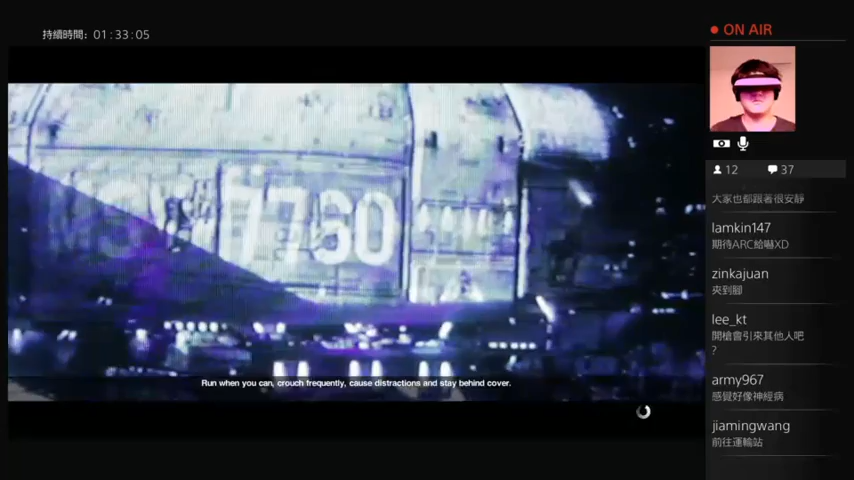 持續時間: 01:33:05
ON AIR
7760
Run when you can, crouch frequently, cause distractions and stay behind cover.
12
37
大家也都跟著很安靜
lamkin147
期待ARC給嚇XD
zinkajuan
夾到腳
lee_kt
開槍會引來其他人吧
?
army967
感覺好像神經病
jiamingwang
前往運輸站